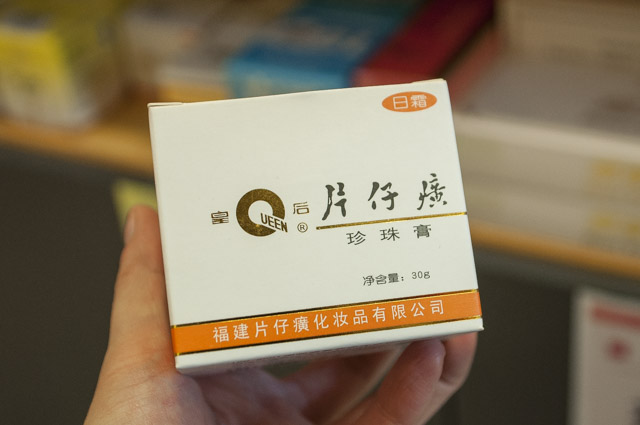 日霜
皇 QUEEN 后 ®
片仔癀
珍珠膏
净含量：30g
福建片仔癀化妆品有限公司